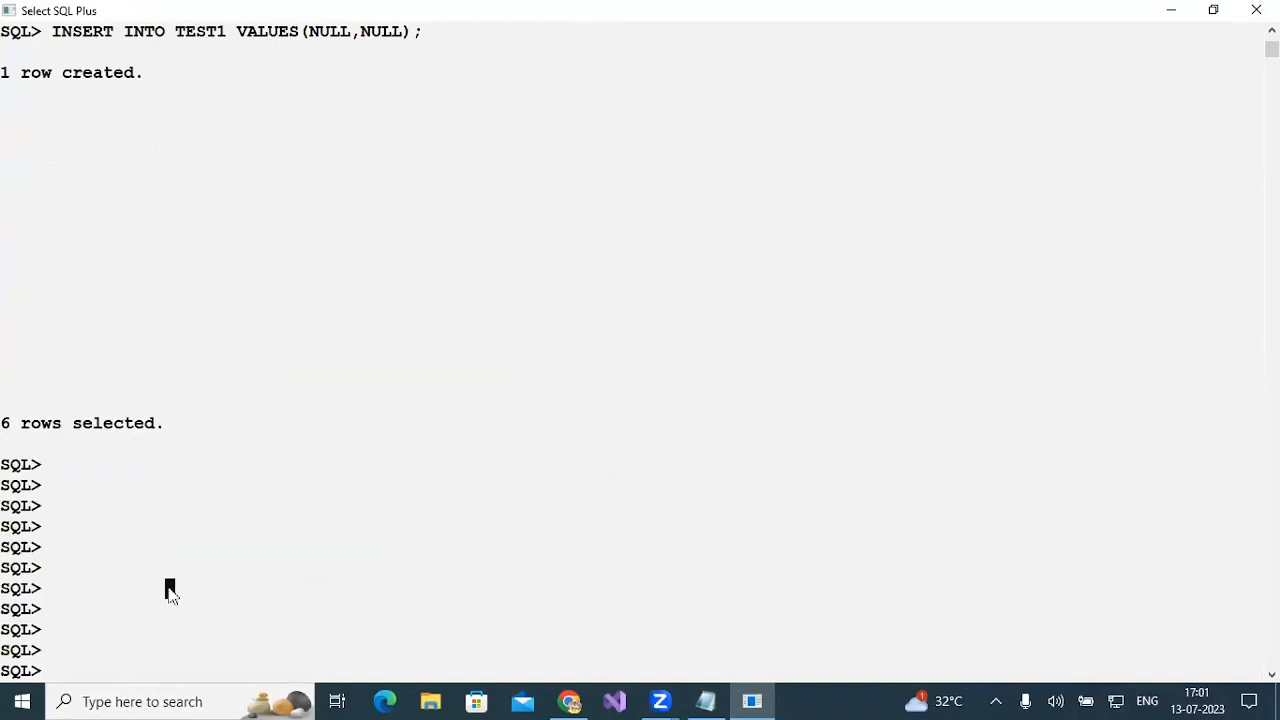 Select SQL Plus
SQL> INSERT INTO TEST1 VALUES(NULL,NULL);
1 row created.
6 rows selected.
SQL>
SQL>
SQL>
SQL>
SQL>
SQL>
SQL>
SQL>
SQL>
SQL>
SQL>
Type here to search
1
Z
32°C
ENG
17:01
13-07-2023